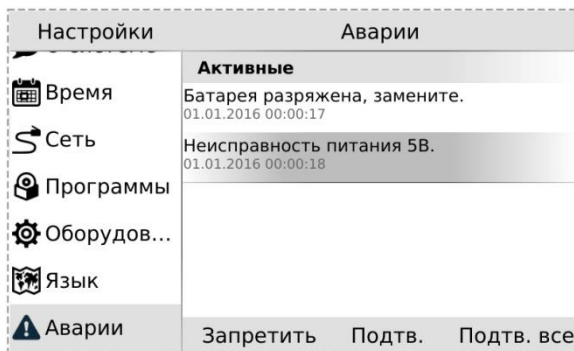 Настройки
Аварии
Время
Сеть
Программы
Оборудов...
Язык
Аварии
Активные
Батарея разряжена, замените.
01.01.2016 00:00:17
Неисправность питания 5В.
01.01.2016 00:00:18
Запретить Подтв. Подтв. все